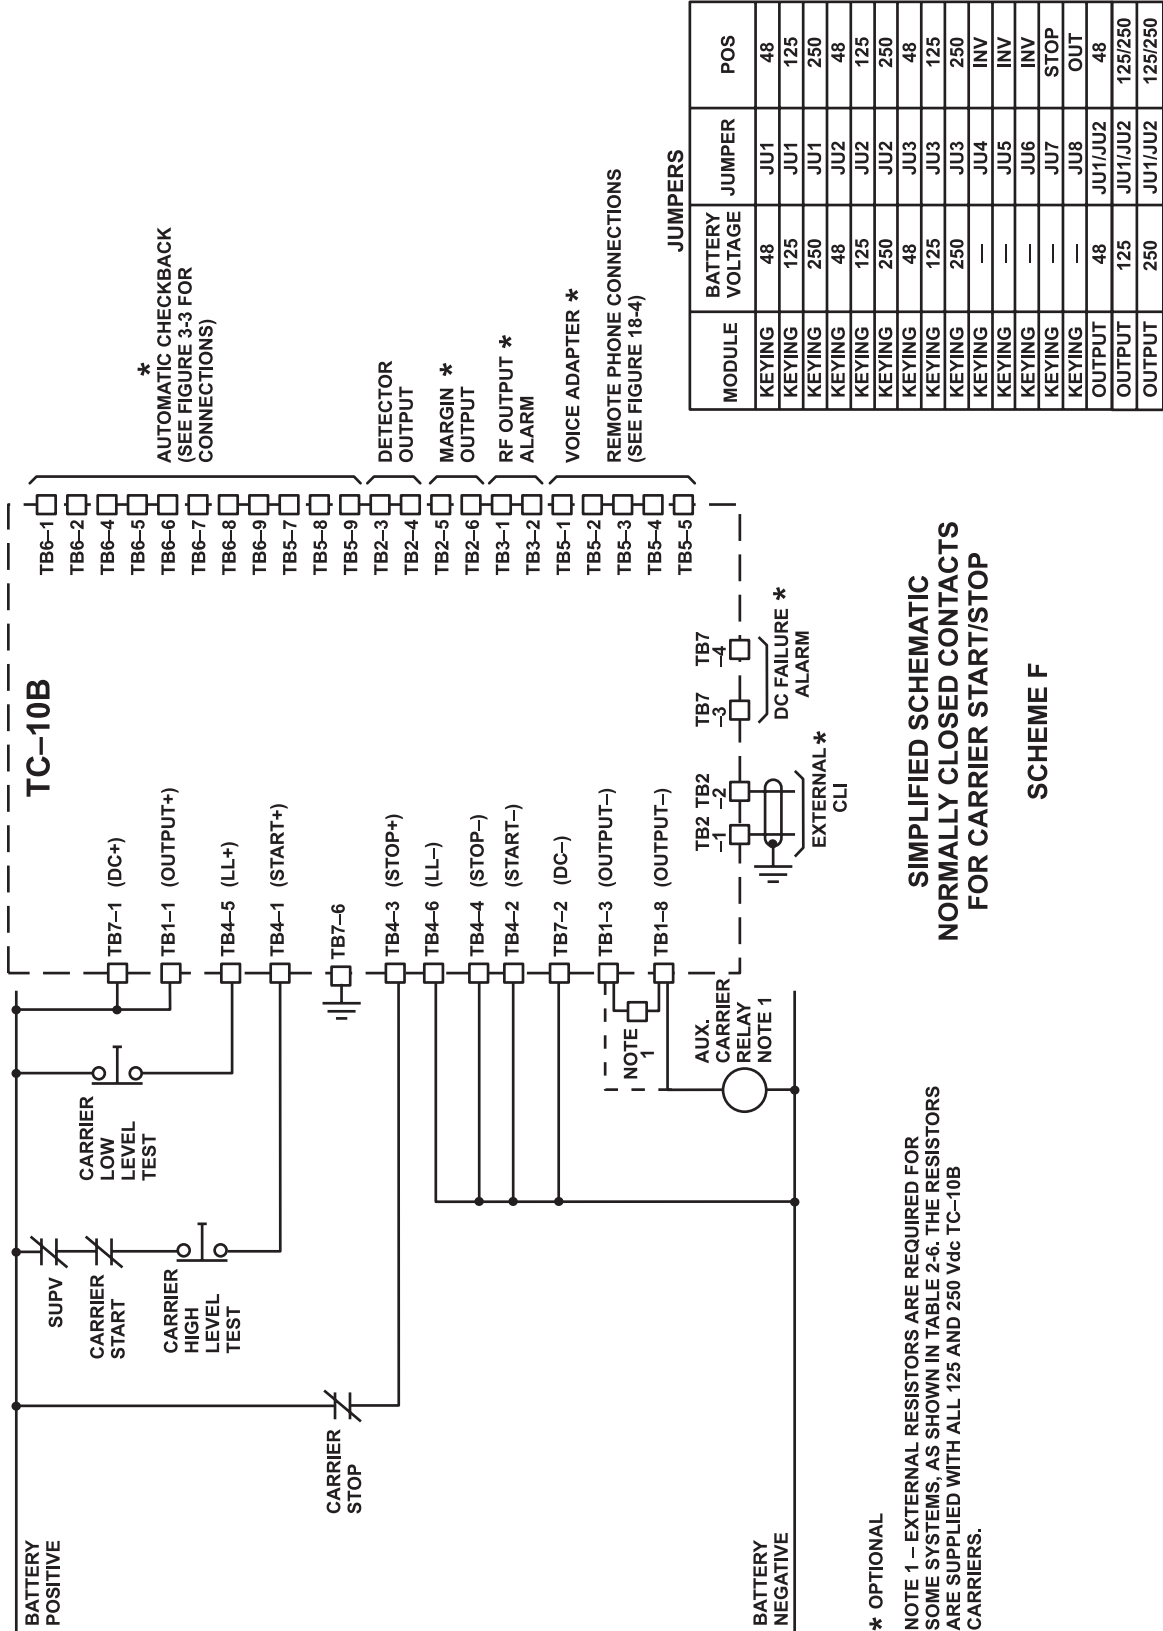 BATTERY
POSITIVE
SUPV
CARRIER
START
CARRIER
HIGH
LEVEL
TEST
CARRIER
LOW
LEVEL
TEST
CARRIER
STOP
BATTERY
NEGATIVE
NOTE
1
AUX.
CARRIER
RELAY
NOTE 1
TC–10B
TB7–1 (DC+)
TB1–1 (OUTPUT+)
TB4–5 (LL+)
TB4–1 (START+)
TB7–6
TB4–3 (STOP+)
TB4–6 (LL–)
TB4–4 (STOP–)
TB4–2 (START–)
TB7–2 (DC–)
TB1–3 (OUTPUT–)
TB1–8 (OUTPUT–)
TB2
–1
TB2
–2
TB7
–3
TB7
–4
EXTERNAL *
CLI
DC FAILURE *
ALARM
TB6–1
TB6–2
TB6–4
TB6–5
TB6–6
TB6–7
TB6–8
TB6–9
TB5–7
TB5–8
TB5–9
TB2–3
TB2–4
TB2–5
TB2–6
TB3–1
TB3–2
TB5–1
TB5–2
TB5–3
TB5–4
TB5–5
*
AUTOMATIC CHECKBACK
(SEE FIGURE 3-3 FOR
CONNECTIONS)
DETECTOR
OUTPUT
MARGIN *
OUTPUT
RF OUTPUT *
ALARM
VOICE ADAPTER *
REMOTE PHONE CONNECTIONS
(SEE FIGURE 18-4)
JUMPERS
MODULE BATTERY VOLTAGE JUMPER POS
KEYING 48 JU1 48
KEYING 125 JU1 125
KEYING 250 JU1 250
KEYING 48 JU2 48
KEYING 125 JU2 125
KEYING 250 JU2 250
KEYING 48 JU3 48
KEYING 125 JU3 125
KEYING 250 JU3 250
KEYING — JU4 INV
KEYING — JU5 INV
KEYING — JU6 INV
KEYING — JU7 STOP
KEYING — JU8 OUT
OUTPUT 48 JU1/JU2 48
OUTPUT 125 JU1/JU2 125/250
OUTPUT 250 JU1/JU2 125/250
* OPTIONAL
NOTE 1 – EXTERNAL RESISTORS ARE REQUIRED FOR
SOME SYSTEMS, AS SHOWN IN TABLE 2-6. THE RESISTORS
ARE SUPPLIED WITH ALL 125 AND 250 Vdc TC–10B
CARRIERS.
SIMPLIFIED SCHEMATIC
NORMALLY CLOSED CONTACTS
FOR CARRIER START/STOP
SCHEME F